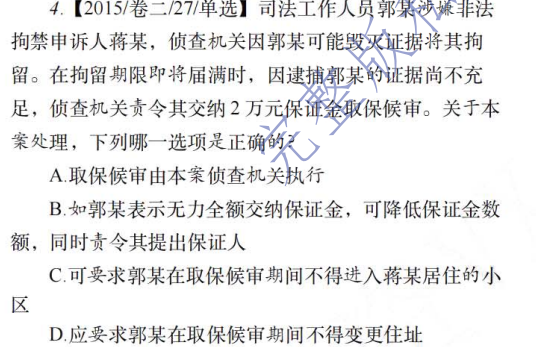 4.【2015/卷二/27/单选】司法工作人员郭某涉嫌非法
拘禁申诉人蒋某，侦查机关因郭某可能毁灭证据将其拘
留。在拘留期限即将届满时，因逮捕郭某的证据尚不充
足，侦查机关责令其交纳2万元保证金取保候审。关于本
案处理，下列哪一选项是正确的？
A.取保候审由本案侦查机关执行
B.如郭某表示无力全额交纳保证金，可降低保证金数
额，同时责令其提出保证人
C.可要求郭某在取保候审期间不得进入蒋某居住的小
区
D.应要求郭某在取保候审期间不得变更住址
完整版